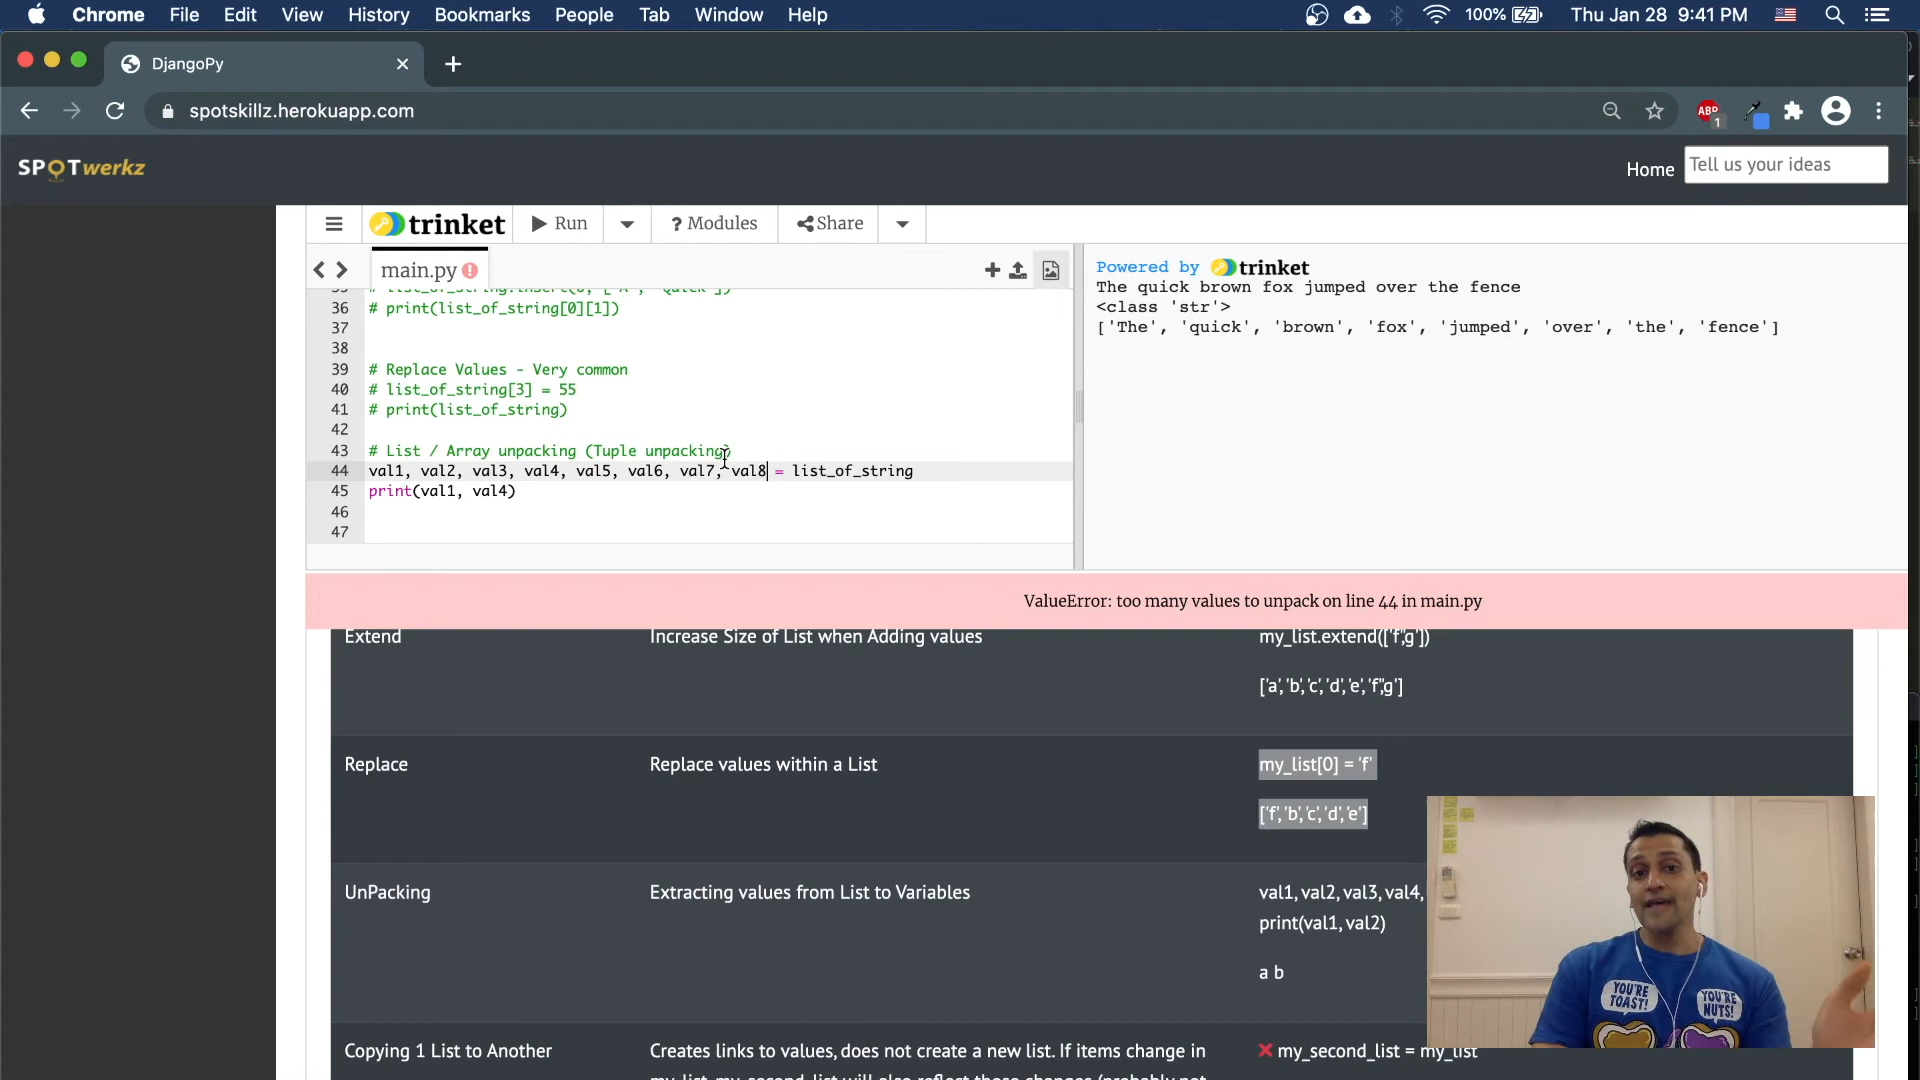 Chrome File Edit View History Bookmarks People Tab Window Help 100% Thu Jan 28 9:41 PM
DjangoPy
spotskillz.herokuapp.com
ABP
1
SPOTwerkz
Home Tell us your ideas
trinket Run ? Modules Share
main.py
36 # print(list_of_string[0][1])
37
38
39 # Replace Values - Very common
40 # list_of_string[3] = 55
41 # print(list_of_string)
42
43 # List / Array unpacking (Tuple unpacking)
44 val1, val2, val3, val4, val5, val6, val7, val8 = list_of_string
45 print(val1, val4)
46
47
Powered by trinket
The quick brown fox jumped over the fence
<class 'str'>
['The', 'quick', 'brown', 'fox', 'jumped', 'over', 'the', 'fence']
ValueError: too many values to unpack on line 44 in main.py
Extend Increase Size of List when Adding values my_list.extend(['f','g'])
['a','b','c','d','e','f','g']
Replace Replace values within a List my_list[0] = 'f'
['f','b','c','d','e']
UnPacking Extracting values from List to Variables val1, val2, val3, val4,
print(val1, val2)
a b
Copying 1 List to Another Creates links to values, does not create a new list. If items change in ❌ my_second_list = my_list
YOU'RE TOAST!
YOU'RE NUTS!